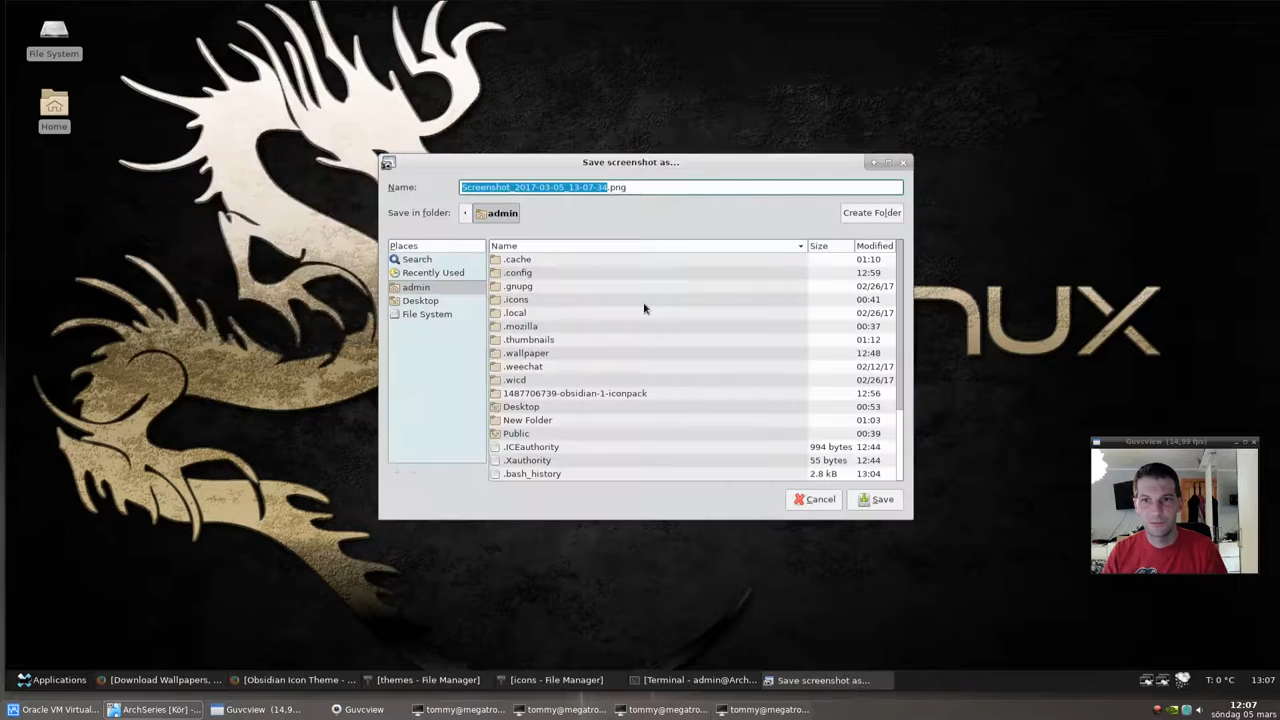 File System
Home
Save screenshot as...
Name:
Screenshot_2017-03-05_13-07-34.png
Save in folder:
admin
Create Folder
Places
Search
Recently Used
admin
Desktop
File System
Name Size Modified
.cache 01:10
.config 12:59
.gnupg 02/26/17
.icons 00:41
.local 02/26/17
.mozilla 00:37
.thumbnails 01:12
.wallpaper 12:48
.weechat 02/12/17
.wicd 02/26/17
1487706739-obsidian-1-iconpack 12:56
Desktop 00:53
New Folder 01:03
Public 00:39
.ICEauthority 994 bytes 12:44
.Xauthority 55 bytes 12:44
.bash_history 2.8 kB 13:04
Cancel Save
nux
Guvcview (14,99 fps)
Applications [Download Wallpapers, ... [Obsidian Icon Theme - ... [themes - File Manager] [icons - File Manager] [Terminal - admin@Arch... Save screenshot as... T: 0 °C 13:07
Oracle VM Virtual... ArchSeries [Kör] -... Guvcview (14,9... Guvcview tommy@megatro... tommy@megatro... tommy@megatro... tommy@megatro... 12:07
söndag 05 mars